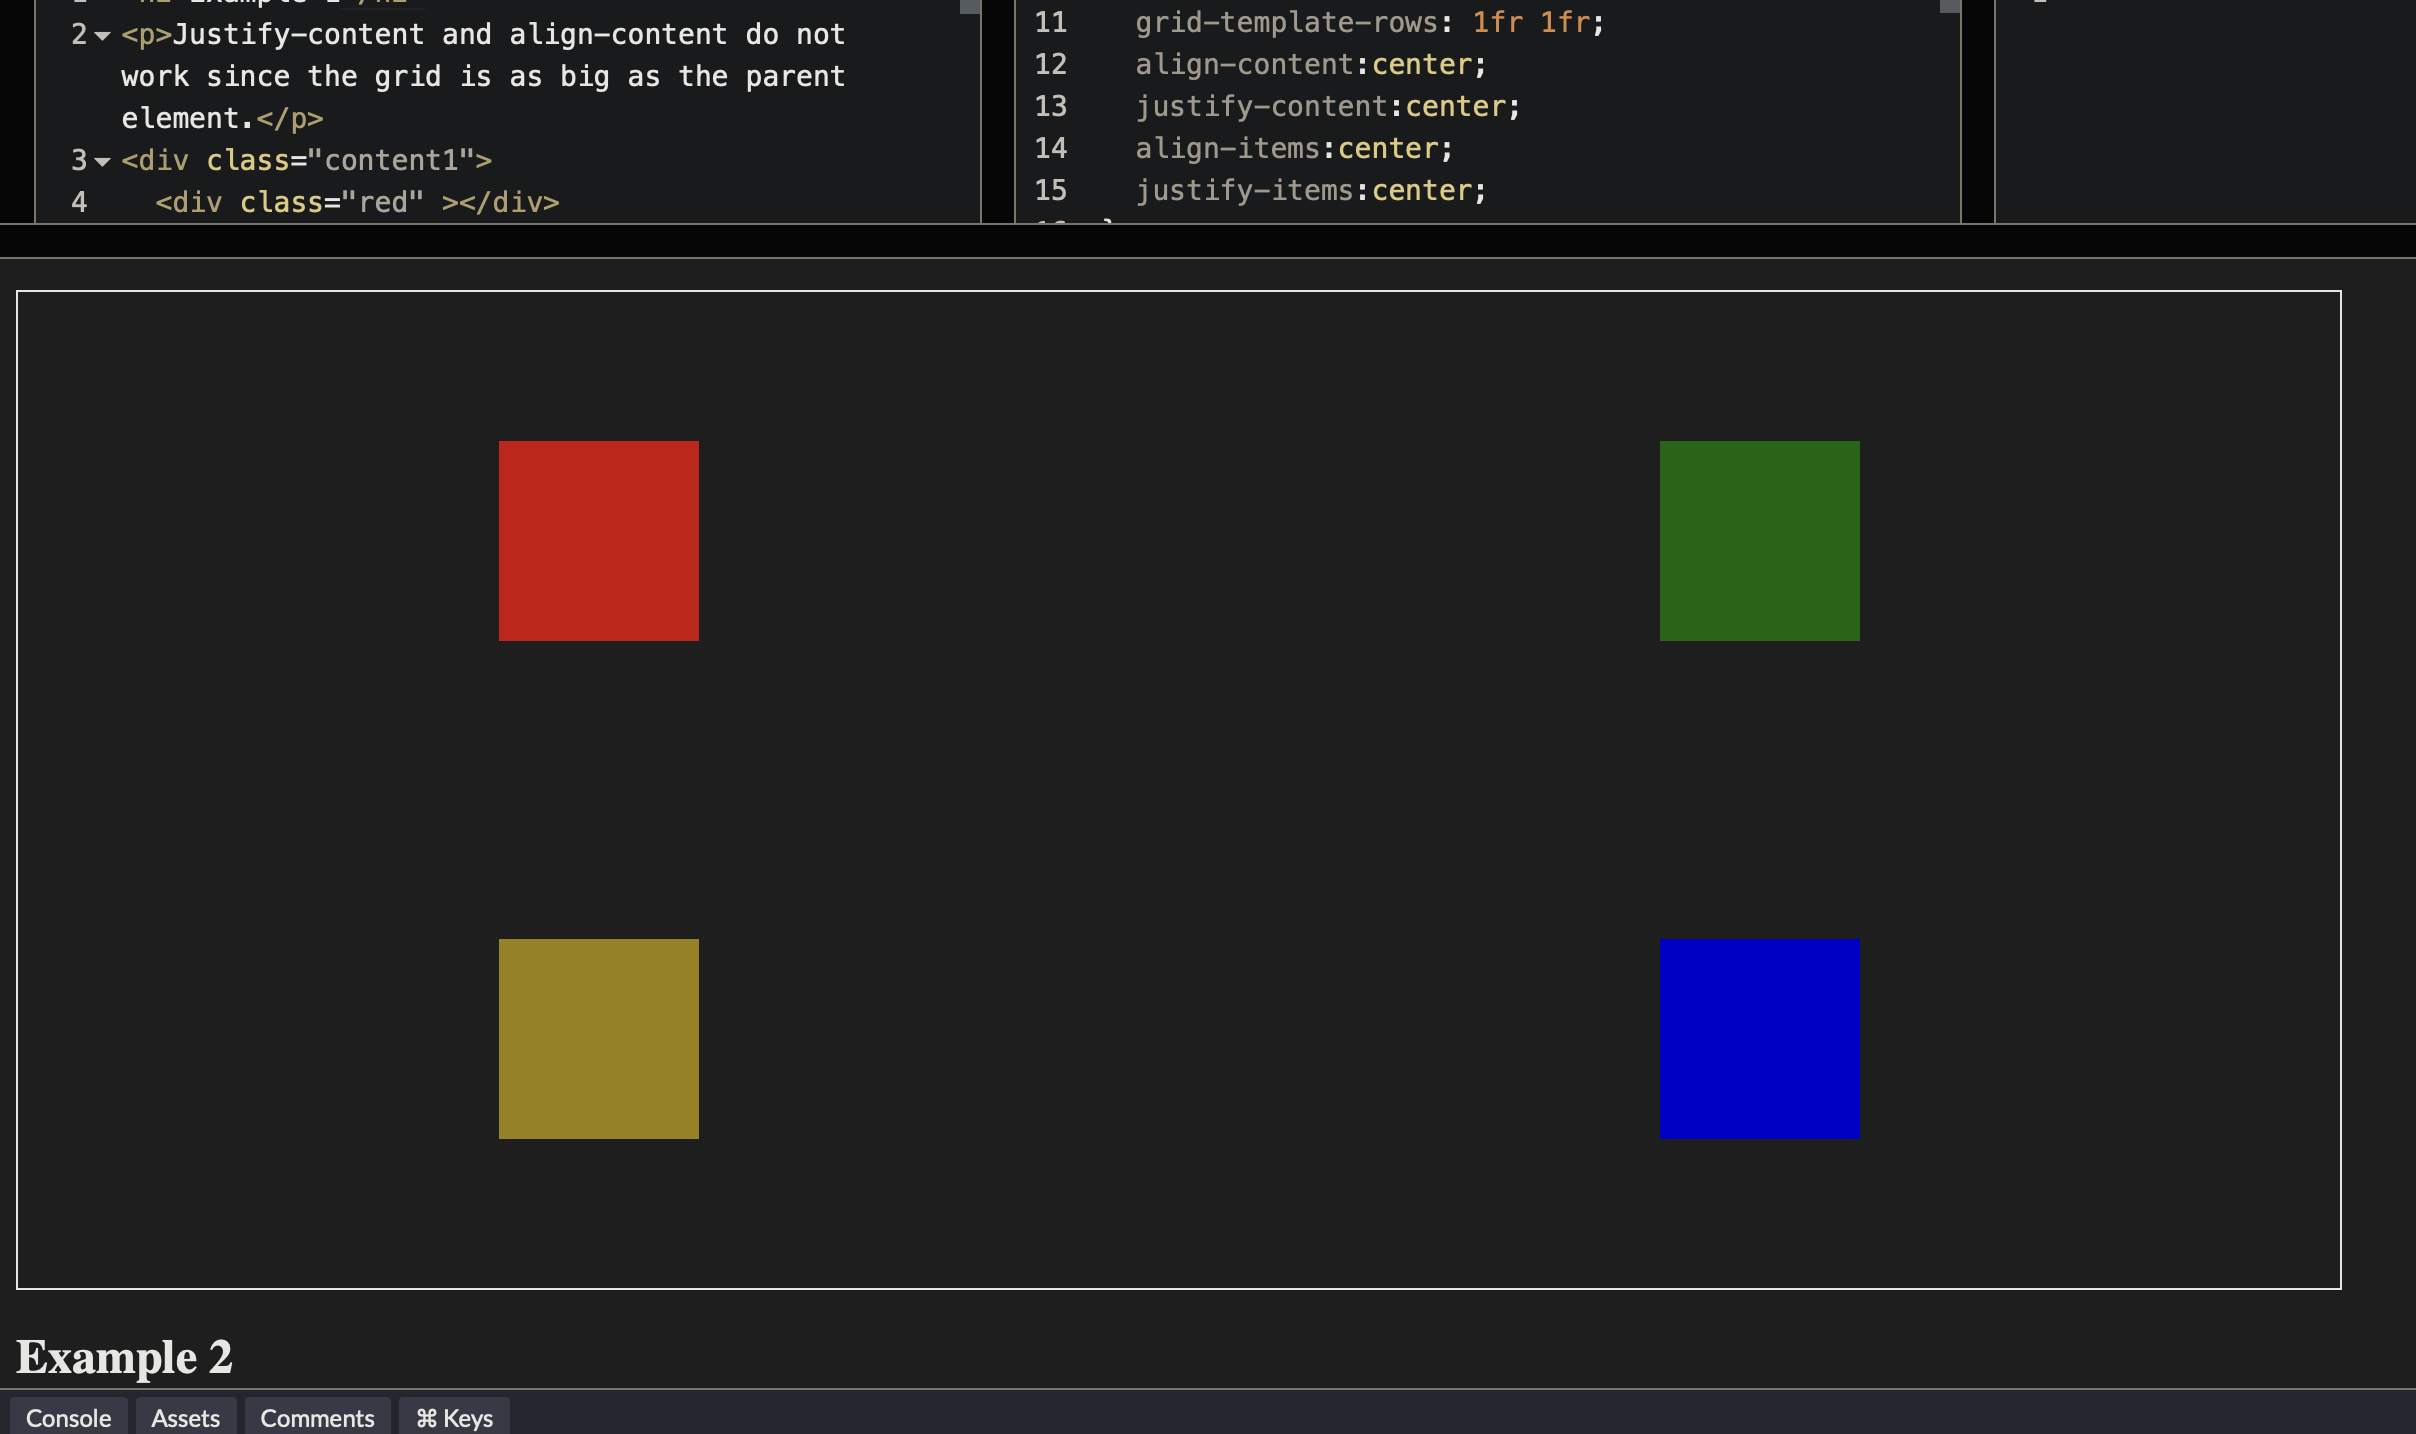 2 <p>Justify-content and align-content do not
work since the grid is as big as the parent
element.</p>
3 <div class="content1">
4 <div class="red" ></div>
11 grid-template-rows: 1fr 1fr;
12 align-content:center;
13 justify-content:center;
14 align-items:center;
15 justify-items:center;
Example 2
Console Assets Comments ⌘ Keys